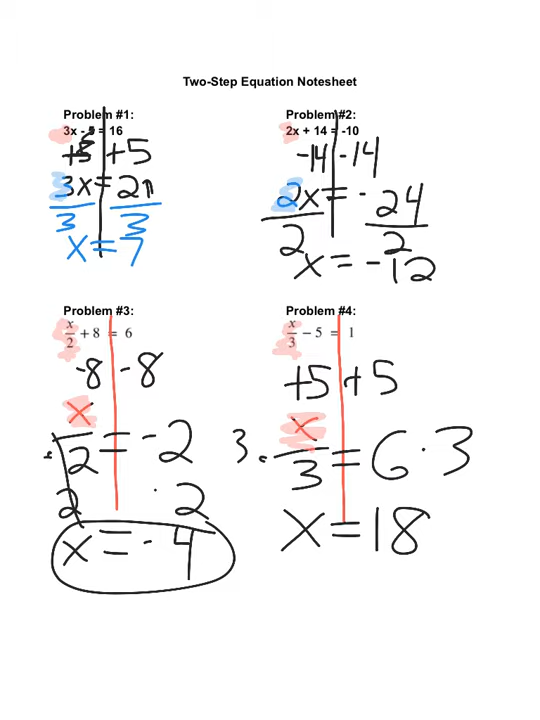 Two-Step Equation Notesheet
Problem #1:
3x - 5 = 16
+5 +5
3x = 21
3 3
x = 7
Problem #2:
2x + 14 = -10
-14 -14
2x = -24
2 2
x = -12
Problem #3:
x/2 + 8 = 6
-8 -8
x/2 = -2
2 · 2
x = -4
Problem #4:
x/3 - 5 = 1
+5 +5
3 · x/3 = 6 · 3
x = 18